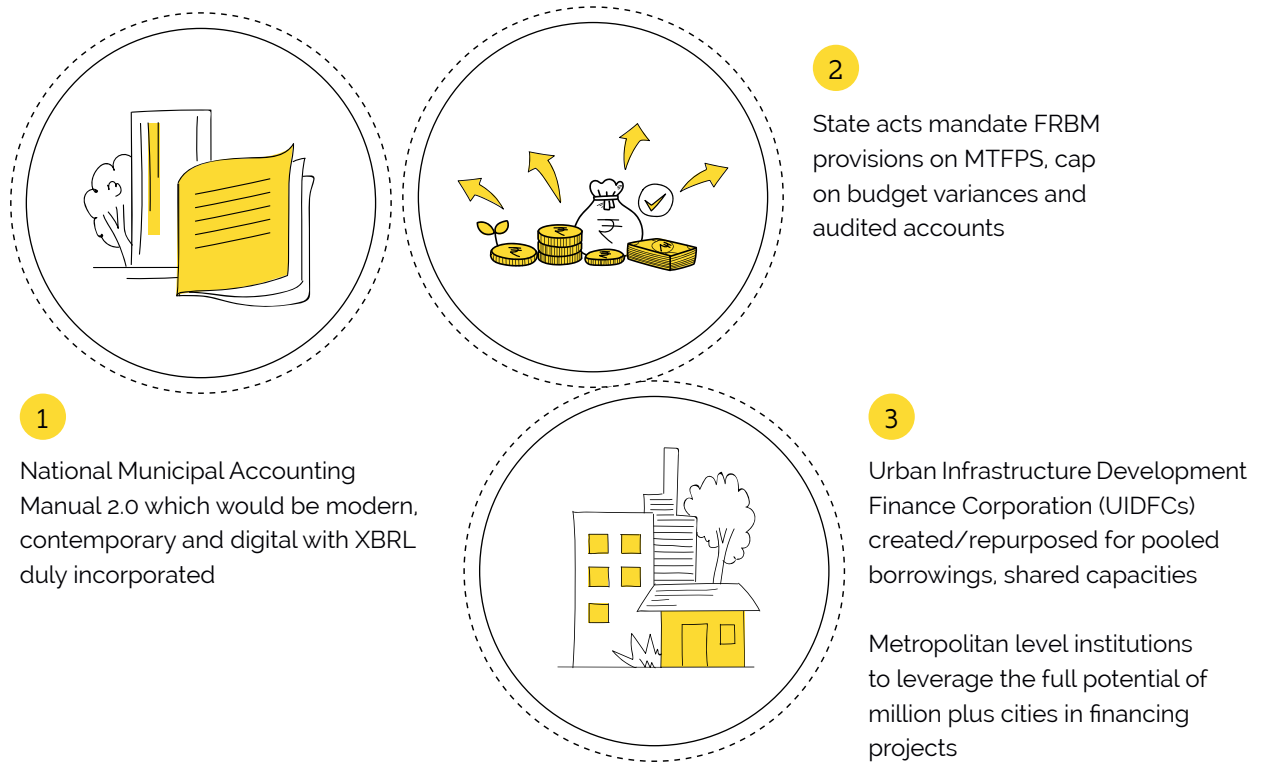 1
National Municipal Accounting
Manual 2.0 which would be modern,
contemporary and digital with XBRL
duly incorporated
2
State acts mandate FRBM
provisions on MTFPS, cap
on budget variances and
audited accounts
3
Urban Infrastructure Development
Finance Corporation (UIDFCs)
created/repurposed for pooled
borrowings, shared capacities
Metropolitan level institutions
to leverage the full potential of
million plus cities in financing
projects